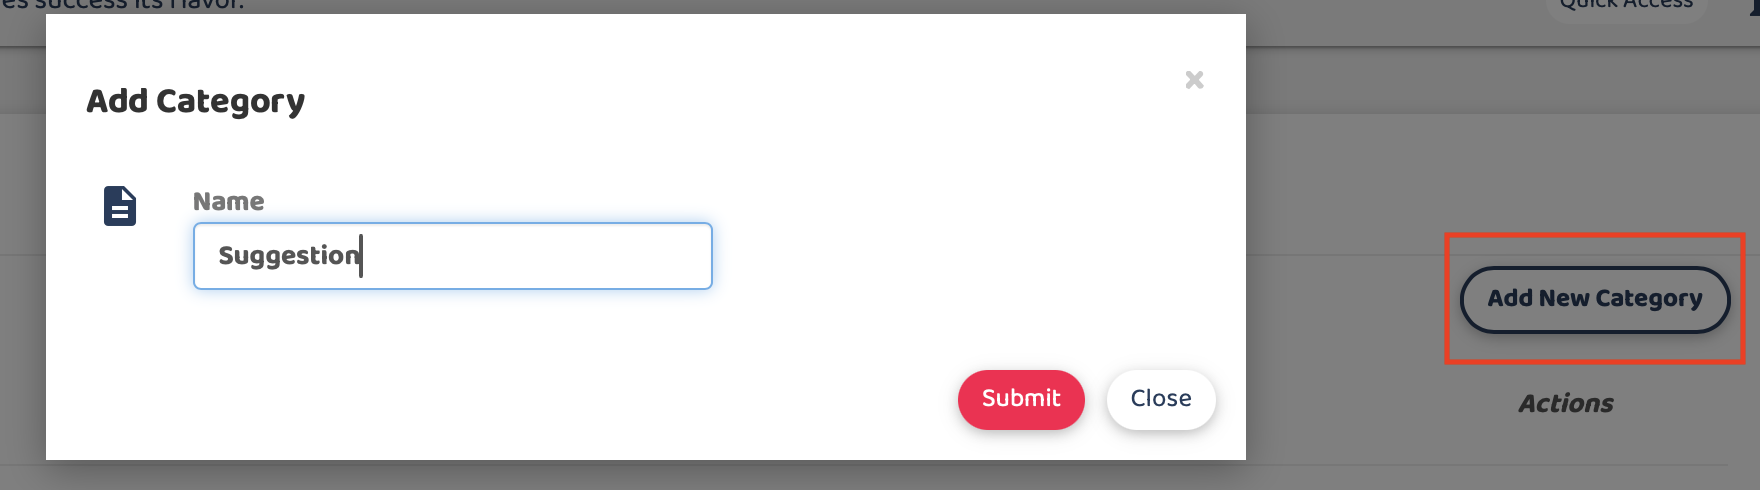 es success its flavor.
Quick Access
Add Category
×
Name
Suggestion
Add New Category
Submit
Close
Actions